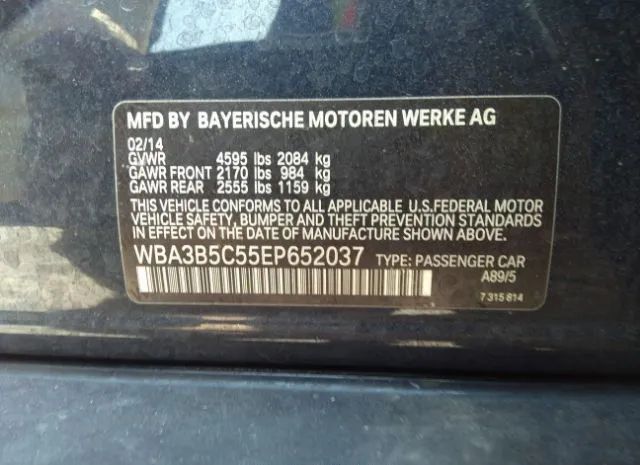 MFD BY BAYERISCHE MOTOREN WERKE AG
02/14
GVWR 4595 lbs 2084 kg
GAWR FRONT 2170 lbs 984 kg
GAWR REAR 2555 lbs 1159 kg
THIS VEHICLE CONFORMS TO ALL APPLICABLE U.S.FEDERAL MOTOR
VEHICLE SAFETY, BUMPER AND THEFT PREVENTION STANDARDS
IN EFFECT ON THE DATE OF MANUFACTURE SHOWN ABOVE.
WBA3B5C55EP652037 TYPE: PASSENGER CAR
A89/5
7 315 814